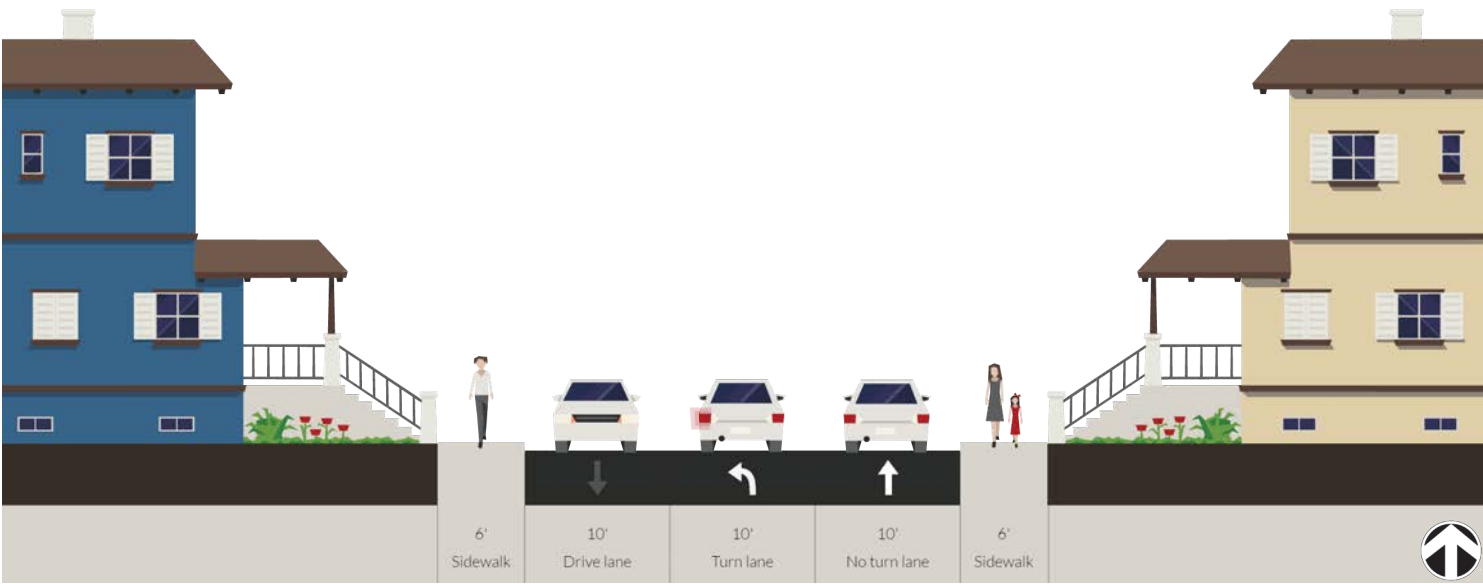 6'
Sidewalk
10'
Drive lane
10'
Turn lane
10'
No turn lane
6'
Sidewalk